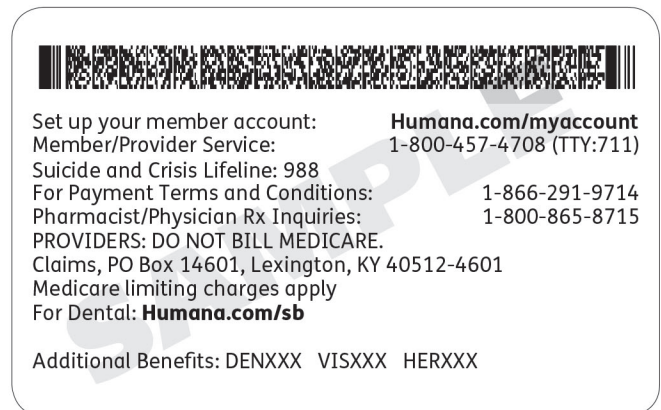 Set up your member account: Humana.com/myaccount
Member/Provider Service: 1-800-457-4708 (TTY:711)
Suicide and Crisis Lifeline: 988
For Payment Terms and Conditions: 1-866-291-9714
Pharmacist/Physician Rx Inquiries: 1-800-865-8715
PROVIDERS: DO NOT BILL MEDICARE.
Claims, PO Box 14601, Lexington, KY 40512-4601
Medicare limiting charges apply
For Dental: Humana.com/sb
Additional Benefits: DENXXX VISXXX HERXXX
SAMPLE